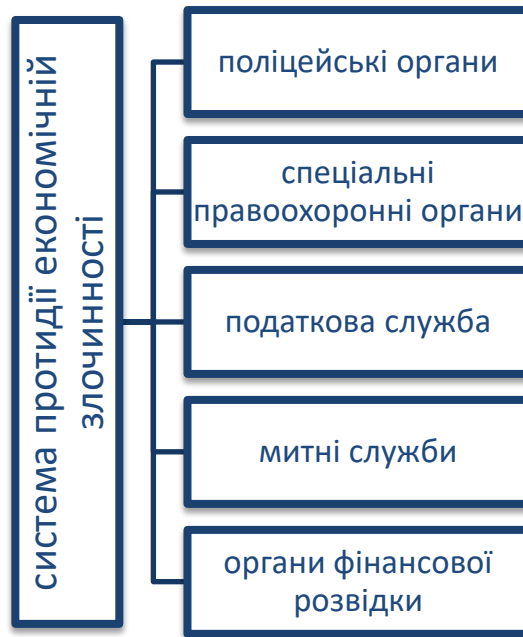 система протидії економічній
злочинності
поліцейські органи
спеціальні
правоохоронні органи
податкова служба
митні служби
органи фінансової
розвідки